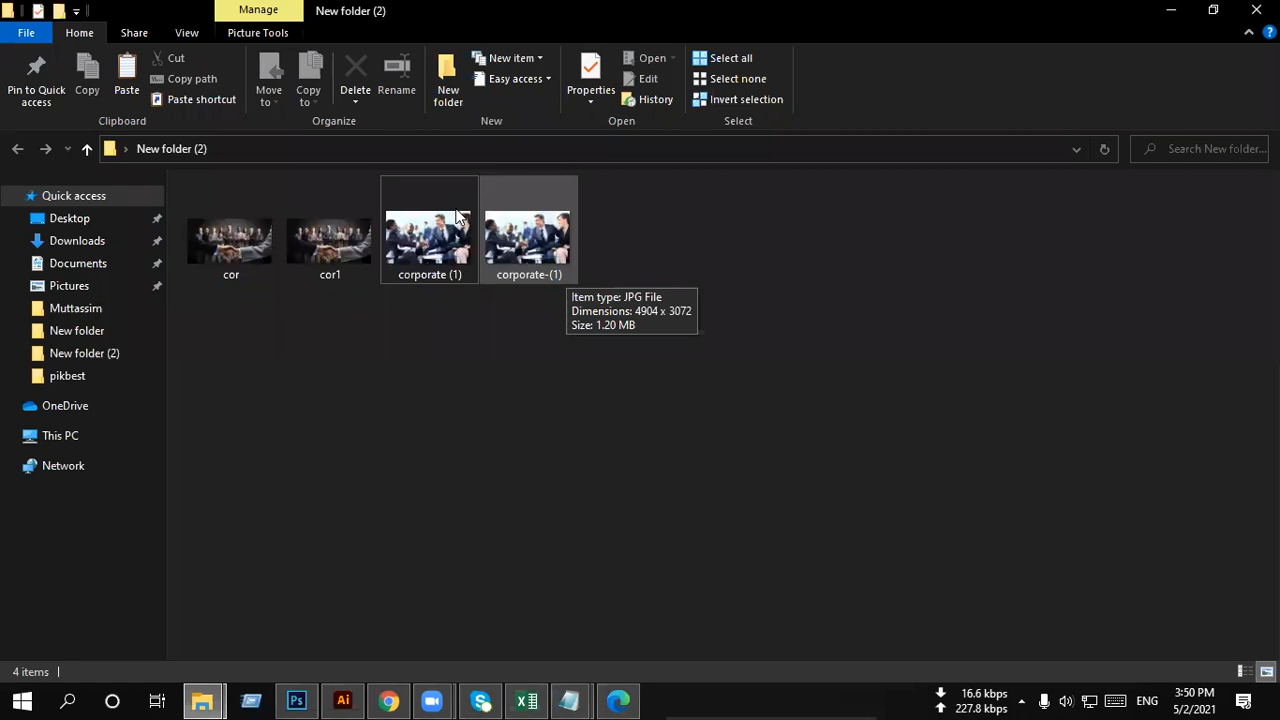 Manage
New folder (2)
File
Home
Share
View
Picture Tools
Pin to Quick access
Copy
Paste
Cut
Copy path
Paste shortcut
Clipboard
Move to
Copy to
Delete
Rename
Organize
New folder
New item
Easy access
New
Properties
Open
Edit
History
Open
Select all
Select none
Invert selection
Select
New folder (2)
Search New folder...
Quick access
Desktop
Downloads
Documents
Pictures
Muttassim
New folder
New folder (2)
pikbest
OneDrive
This PC
Network
cor
cor1
corporate (1)
corporate-(1)
Item type: JPG File
Dimensions: 4904 x 3072
Size: 1.20 MB
4 items
Ps
Ai
16.6 kbps
227.8 kbps
ENG
3:50 PM
5/2/2021